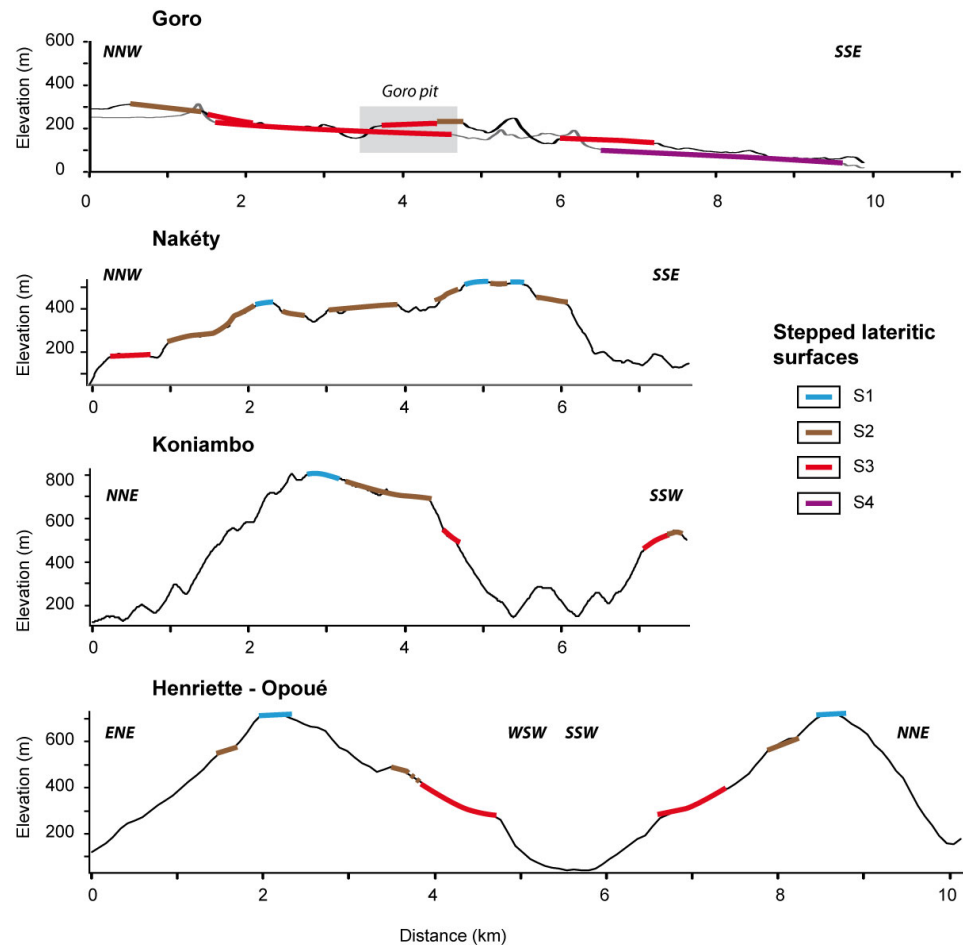 Goro
Elevation (m)
600
400
200
0
NNW
SSE
Goro pit
0 2 4 6 8 10
Nakéty
Elevation (m)
400
200
NNW
SSE
0 2 4 6
Koniambo
Elevation (m)
800
600
400
200
NNE
SSW
0 2 4 6
Henriette - Opoué
Elevation (m)
600
400
200
ENE
WSW
SSW
NNE
0 2 4 6 8 10
Distance (km)
Stepped lateritic
surfaces
S1
S2
S3
S4